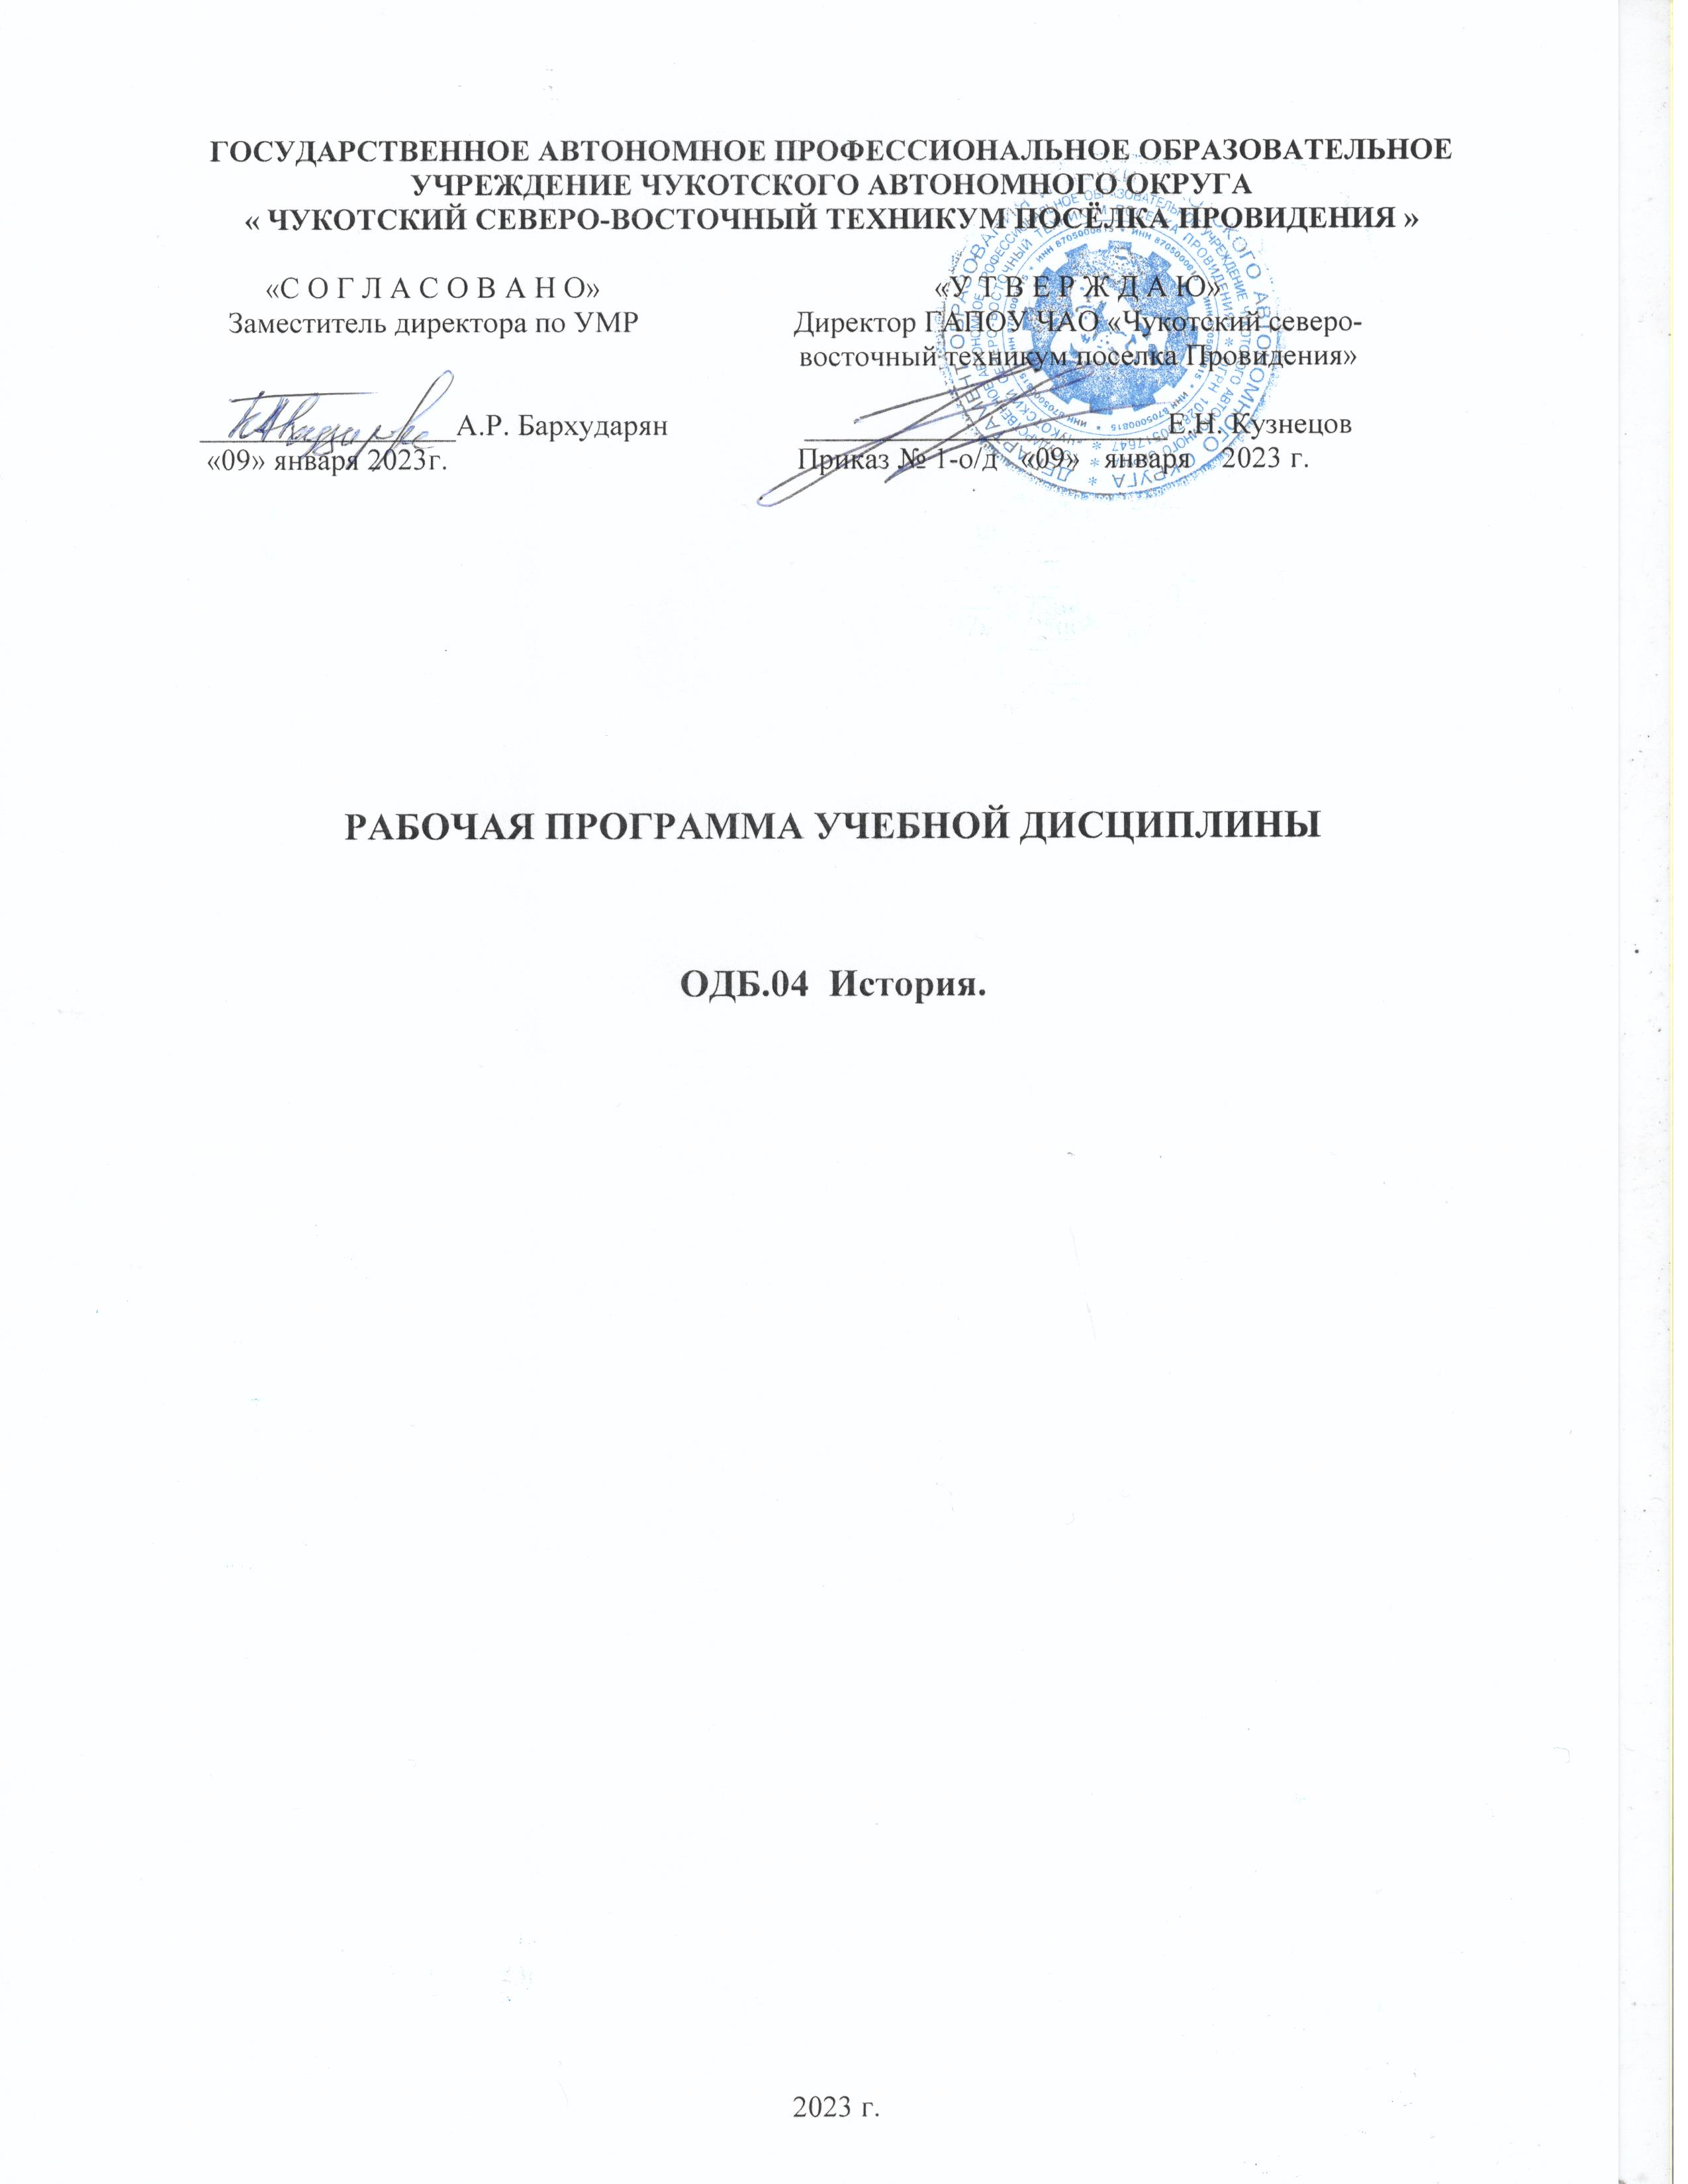 ГОСУДАРСТВЕННОЕ АВТОНОМНОЕ ПРОФЕССИОНАЛЬНОЕ ОБРАЗОВАТЕЛЬНОЕ
УЧРЕЖДЕНИЕ ЧУКОТСКОГО АВТОНОМНОГО ОКРУГА
« ЧУКОТСКИЙ СЕВЕРО-ВОСТОЧНЫЙ ТЕХНИКУМ ПОСЁЛКА ПРОВИДЕНИЯ »
«С О Г Л А С О В А Н О»
Заместитель директора по УМР
А.Р. Бархударян
«09» января 2023г.
«У Т В Е Р Ж Д А Ю»
Директор ГАПОУ ЧАО «Чукотский северо-
восточный техникум поселка Провидения»
Е.Н. Кузнецов
Приказ № 1-о/д «09» января 2023 г.
РАБОЧАЯ ПРОГРАММА УЧЕБНОЙ ДИСЦИПЛИНЫ
ОДБ.04 История.
2023 г.